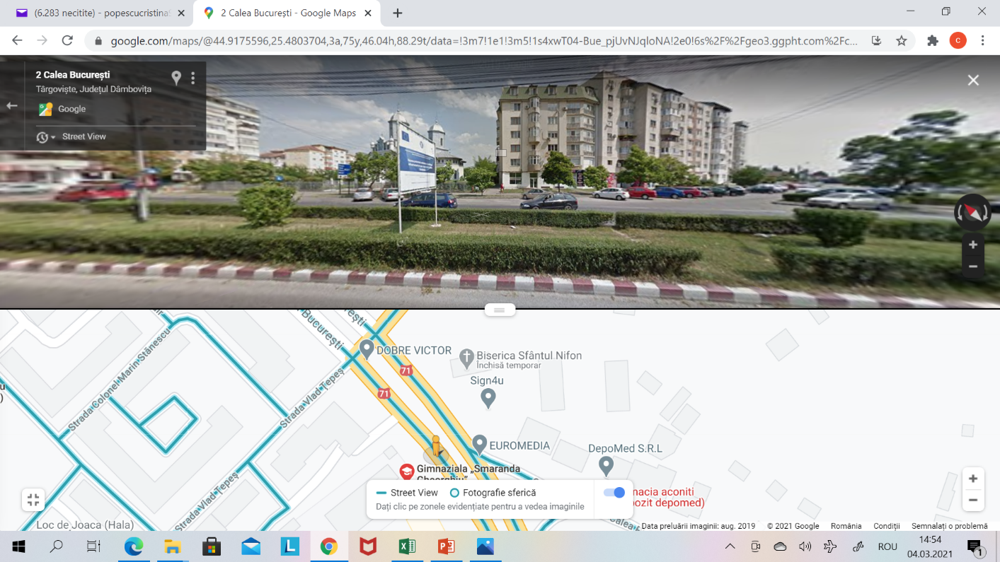 (6.283 necitite) - popescucristina
2 Calea București - Google Maps
google.com/maps/@44.9175596,25.4803704,3a,75y,46.04h,88.29t/data=!3m7!1e1!3m5!1s4xwT04-Bue_pjUvNJqloNA!2e0!6s%2F%2Fgeo3.ggpht.com%2Fc...
C
2 Calea București
Târgoviște, Județul Dâmbovița
Google
Street View
București
DOBRE VICTOR
Biserica Sfântul Nifon
Închisă temporar
71
Sign4u
71
Strada Colonel Marin Stănescu
Strada Vlad Țepeș
EUROMEDIA
DepoMed S.R.L
Gimnaziala „Smaranda
Gheorghiu"
Street View
Fotografie sferică
Dați clic pe zonele evidențiate pentru a vedea imaginile
macia aconiti
pozit depomed)
Strada Vlad Țepeș
Loc de Joaca (Hala)
Calea
Data preluării imaginii: aug. 2019
© 2021 Google
România
Condiții
Semnalați o problemă
ROU
14:54
04.03.2021
1